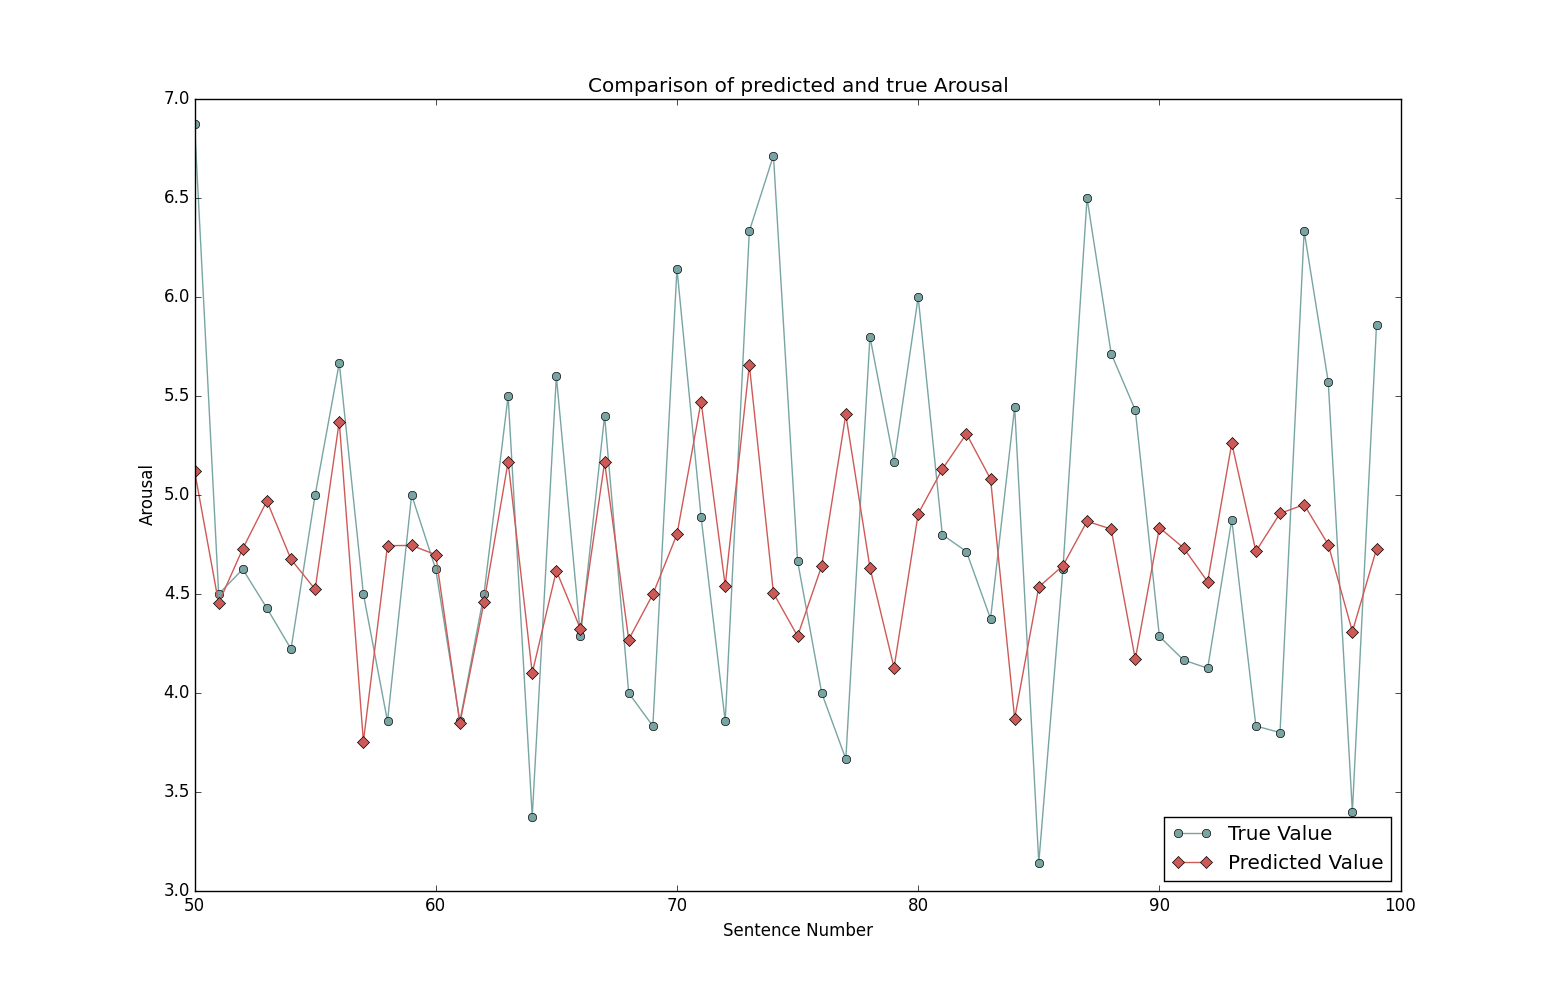 Comparison of predicted and true Arousal
7.0
6.5
6.0
5.5
5.0
4.5
4.0
3.5
3.0
Arousal
50 60 70 80 90 100
Sentence Number
True Value
Predicted Value